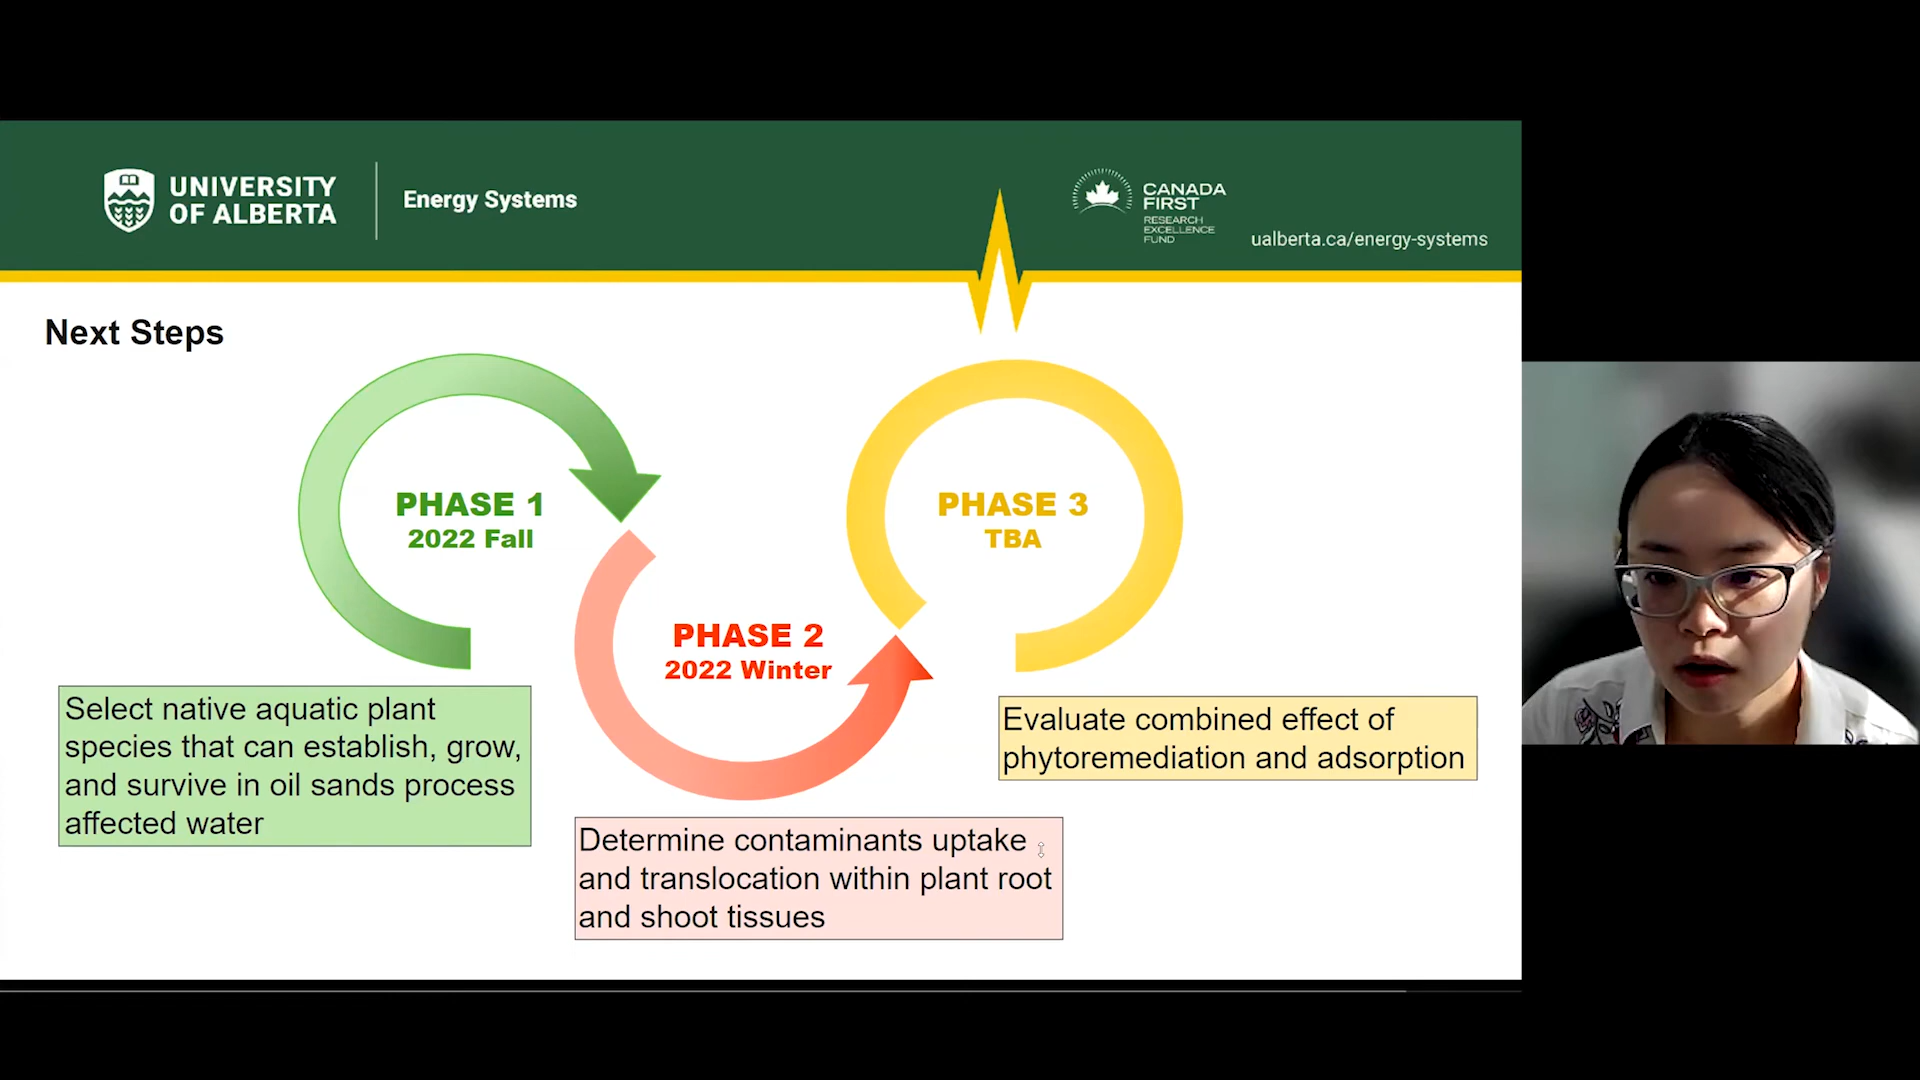 UNIVERSITY
OF ALBERTA
Energy Systems
CANADA
FIRST
RESEARCH
EXCELLENCE
FUND
ualberta.ca/energy-systems
Next Steps
PHASE 1
2022 Fall
PHASE 3
TBA
PHASE 2
2022 Winter
Select native aquatic plant
species that can establish, grow,
and survive in oil sands process
affected water
Evaluate combined effect of
phytoremediation and adsorption
Determine contaminants uptake
and translocation within plant root
and shoot tissues